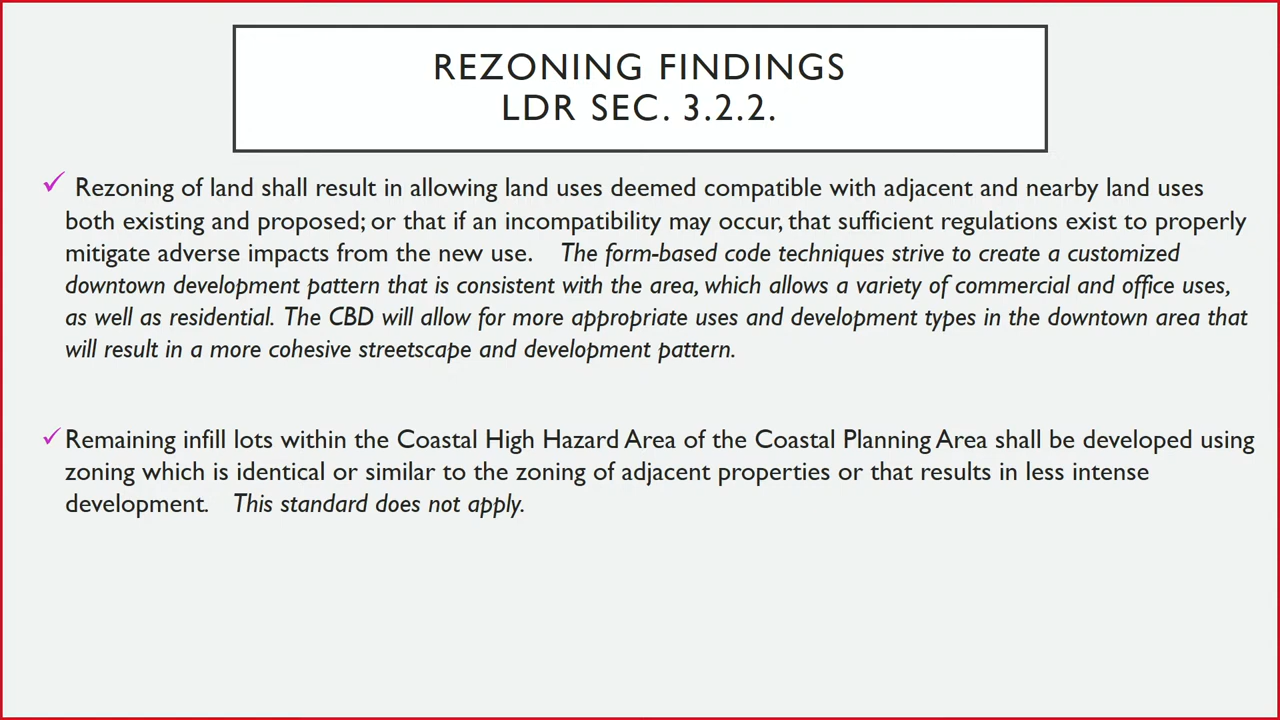 REZONING FINDINGS
LDR SEC. 3.2.2.
✓ Rezoning of land shall result in allowing land uses deemed compatible with adjacent and nearby land uses
both existing and proposed; or that if an incompatibility may occur, that sufficient regulations exist to properly
mitigate adverse impacts from the new use. The form-based code techniques strive to create a customized
downtown development pattern that is consistent with the area, which allows a variety of commercial and office uses,
as well as residential. The CBD will allow for more appropriate uses and development types in the downtown area that
will result in a more cohesive streetscape and development pattern.
✓ Remaining infill lots within the Coastal High Hazard Area of the Coastal Planning Area shall be developed using
zoning which is identical or similar to the zoning of adjacent properties or that results in less intense
development. This standard does not apply.